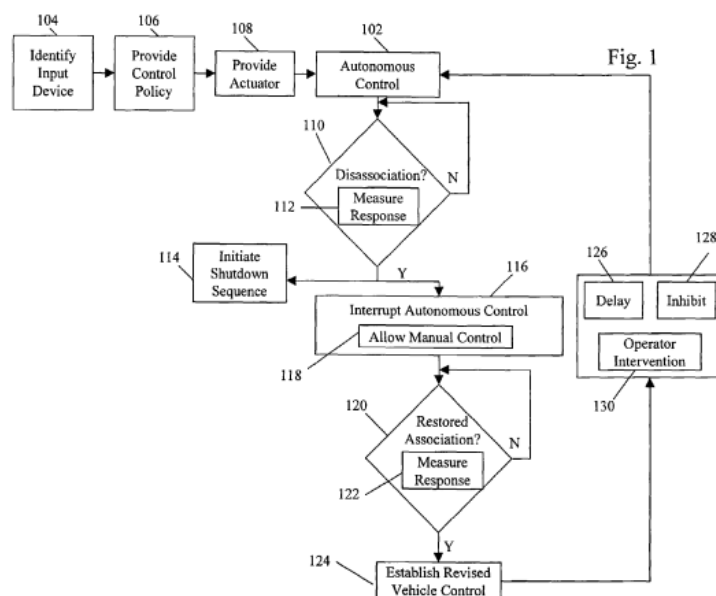 104
106
108
102
Fig. 1
Identify
Input
Device
Provide
Control
Policy
Provide
Actuator
Autonomous
Control
110
Disassociation?
N
112
Measure
Response
114
Initiate
Shutdown
Sequence
Y
116
126
128
Delay
Inhibit
Interrupt Autonomous Control
Allow Manual Control
118
Operator
Intervention
130
120
Restored
Association?
N
122
Measure
Response
Y
124
Establish Revised
Vehicle Control